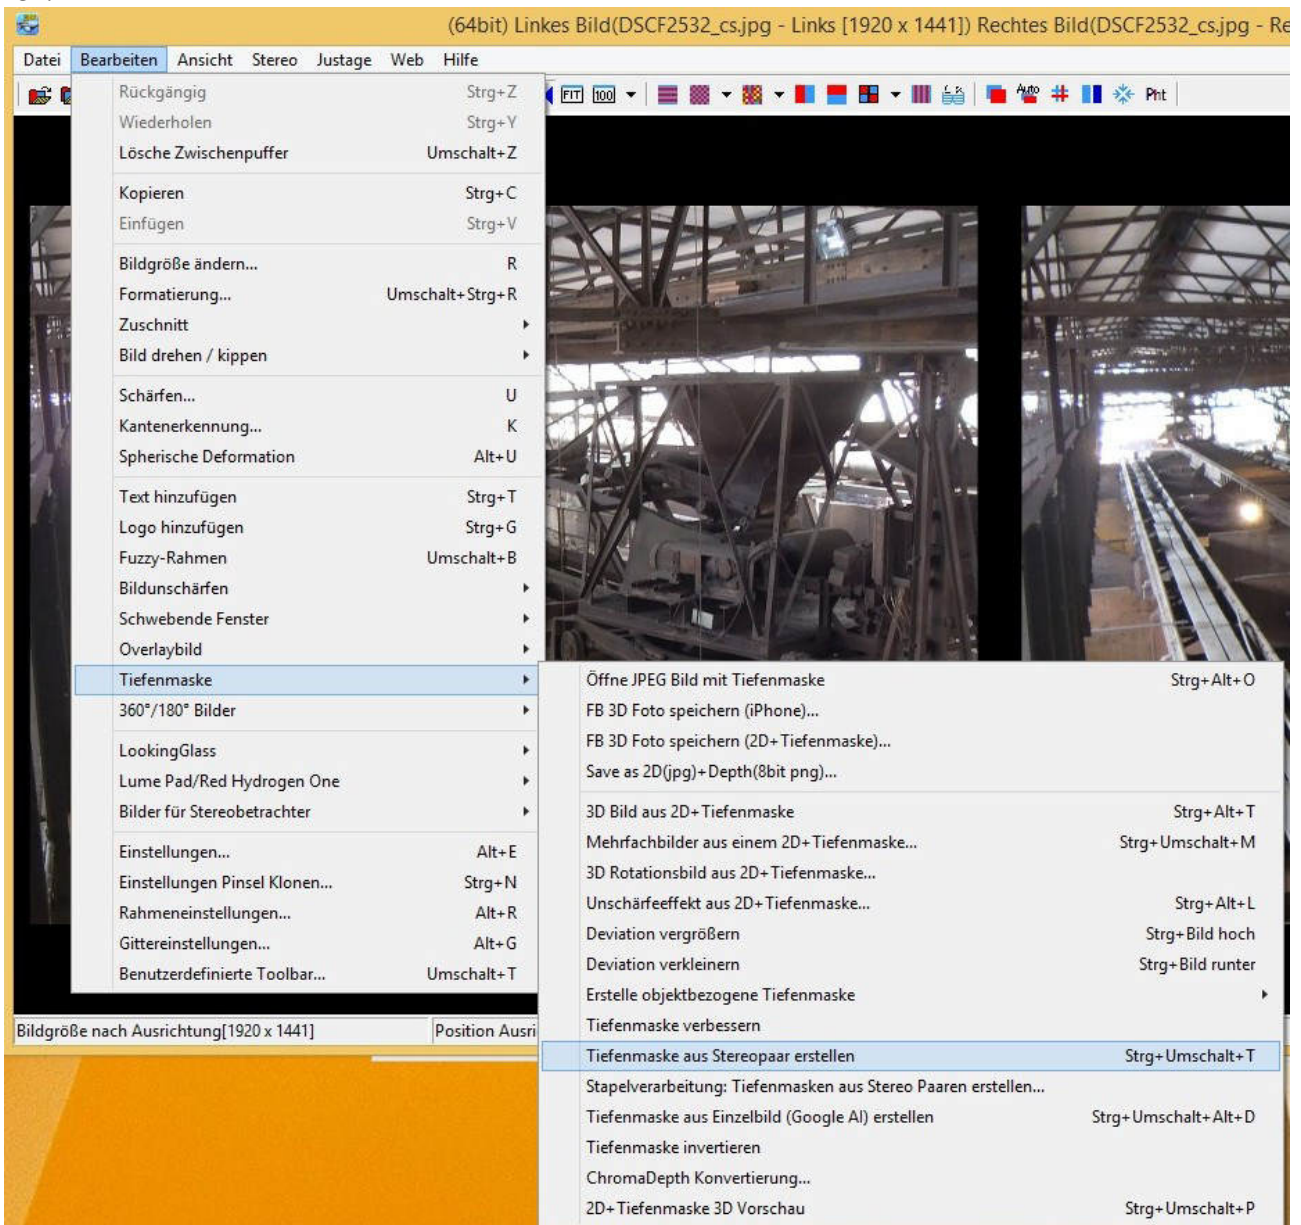 (64bit) Linkes Bild(DSCF2532_cs.jpg - Links [1920 x 1441]) Rechtes Bild(DSCF2532_cs.jpg - Re
Datei Bearbeiten Ansicht Stereo Justage Web Hilfe
FIT 100 Auto Pht
Rückgängig Strg+Z
Wiederholen Strg+Y
Lösche Zwischenpuffer Umschalt+Z
Kopieren Strg+C
Einfügen Strg+V
Bildgröße ändern... R
Formatierung... Umschalt+Strg+R
Zuschnitt
Bild drehen / kippen
Schärfen... U
Kantenerkennung... K
Spherische Deformation Alt+U
Text hinzufügen Strg+T
Logo hinzufügen Strg+G
Fuzzy-Rahmen Umschalt+B
Bildunschärfen
Schwebende Fenster
Overlaybild
Tiefenmaske
360°/180° Bilder
LookingGlass
Lume Pad/Red Hydrogen One
Bilder für Stereobetrachter
Einstellungen... Alt+E
Einstellungen Pinsel Klonen... Strg+N
Rahmeneinstellungen... Alt+R
Gittereinstellungen... Alt+G
Benutzerdefinierte Toolbar... Umschalt+T
Öffne JPEG Bild mit Tiefenmaske Strg+Alt+O
FB 3D Foto speichern (iPhone)...
FB 3D Foto speichern (2D+Tiefenmaske)...
Save as 2D(jpg)+Depth(8bit png)...
3D Bild aus 2D+Tiefenmaske Strg+Alt+T
Mehrfachbilder aus einem 2D+Tiefenmaske... Strg+Umschalt+M
3D Rotationsbild aus 2D+Tiefenmaske...
Unschärfeeffekt aus 2D+Tiefenmaske... Strg+Alt+L
Deviation vergrößern Strg+Bild hoch
Deviation verkleinern Strg+Bild runter
Erstelle objektbezogene Tiefenmaske
Tiefenmaske verbessern
Tiefenmaske aus Stereopaar erstellen Strg+Umschalt+T
Stapelverarbeitung: Tiefenmasken aus Stereo Paaren erstellen...
Tiefenmaske aus Einzelbild (Google AI) erstellen Strg+Umschalt+Alt+D
Tiefenmaske invertieren
ChromaDepth Konvertierung...
2D+Tiefenmaske 3D Vorschau Strg+Umschalt+P
Bildgröße nach Ausrichtung[1920 x 1441] Position Ausri